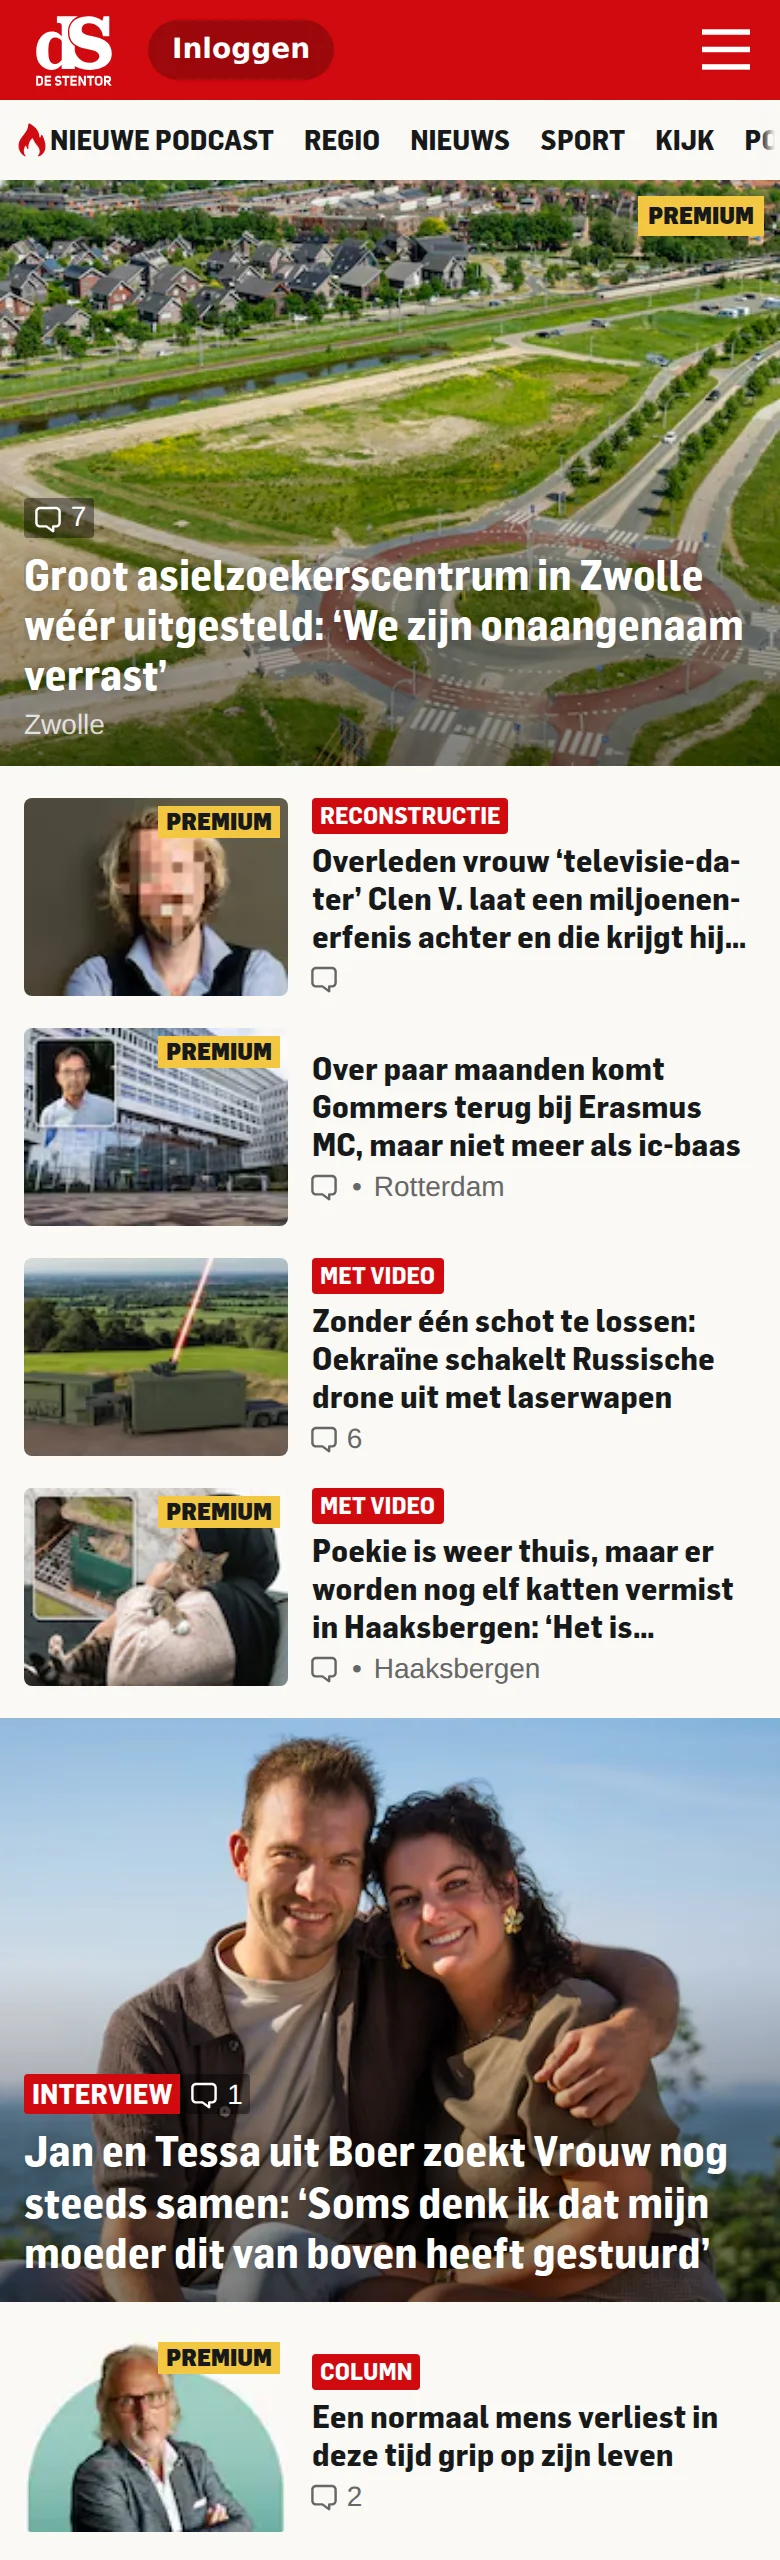 dS
DE STENTOR
Inloggen
NIEUWE PODCAST REGIO NIEUWS SPORT KIJK PO
PREMIUM
7
Groot asielzoekerscentrum in Zwolle
wéér uitgesteld: ‘We zijn onaangenaam
verrast’
Zwolle
PREMIUM
RECONSTRUCTIE
Overleden vrouw ‘televisie-da-
ter’ Clen V. laat een miljoenen-
erfenis achter en die krijgt hij...
PREMIUM
Over paar maanden komt
Gommers terug bij Erasmus
MC, maar niet meer als ic-baas
• Rotterdam
MET VIDEO
Zonder één schot te lossen:
Oekraïne schakelt Russische
drone uit met laserwapen
6
PREMIUM
MET VIDEO
Poekie is weer thuis, maar er
worden nog elf katten vermist
in Haaksbergen: ‘Het is...
• Haaksbergen
INTERVIEW 1
Jan en Tessa uit Boer zoekt Vrouw nog
steeds samen: ‘Soms denk ik dat mijn
moeder dit van boven heeft gestuurd’
PREMIUM
COLUMN
Een normaal mens verliest in
deze tijd grip op zijn leven
2